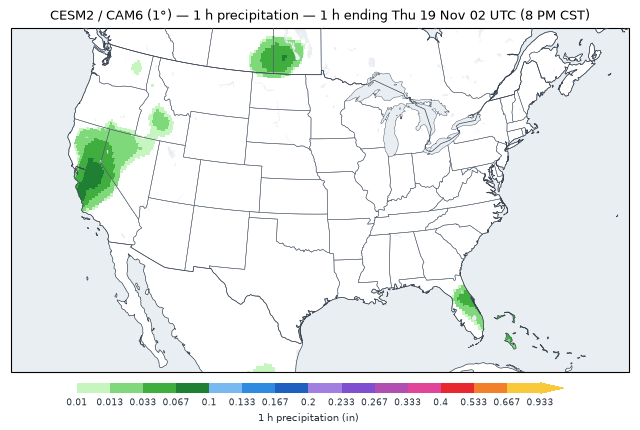 CESM2 / CAM6 (1°) — 1 h precipitation — 1 h ending Thu 19 Nov 02 UTC (8 PM CST)
0.01 0.013 0.033 0.067 0.1 0.133 0.167 0.2 0.233 0.267 0.333 0.4 0.533 0.667 0.933
1 h precipitation (in)